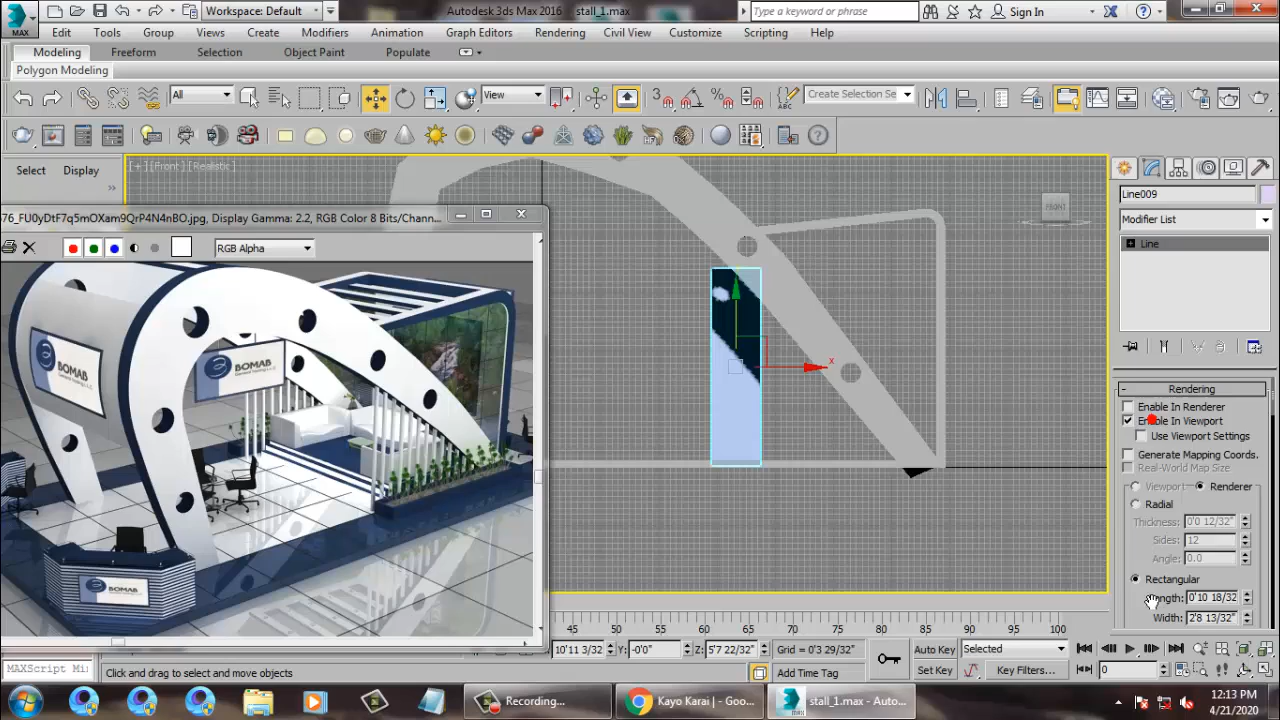 MAX
Workspace: Default
Autodesk 3ds Max 2016
stall_1.max
Type a keyword or phrase
Sign In
Edit
Tools
Group
Views
Create
Modifiers
Animation
Graph Editors
Rendering
Civil View
Customize
Scripting
Help
Modeling
Freeform
Selection
Object Paint
Populate
Polygon Modeling
All
View
3
Create Selection Se
ABC
Select
Display
[+][Front][Realistic]
FRONT
Line009
Modifier List
Line
76_FU0yDtF7q5mOXam9QrP4N4nBO.jpg, Display Gamma: 2.2, RGB Color 8 Bits/Chann...
RGB Alpha
BOMAB
BOMAB
BOMAB
x
Rendering
Enable In Renderer
Enable In Viewport
Use Viewport Settings
Generate Mapping Coords.
Real-World Map Size
Viewport
Renderer
Radial
Thickness: 0'0 12/32"
Sides: 12
Angle: 0.0
Rectangular
Length: 0'10 18/32
Width: 2'8 13/32"
45 50 55 60 65 70 75 80 85 90 95 100
10'11 3/32
Y: -0'0"
Z: 5'7 22/32"
Grid = 0'3 29/32"
Auto Key
Selected
MAXScript Mi
Click and drag to select and move objects
Add Time Tag
Set Key
Key Filters...
0
Recording...
Kayo Karai | - Goo...
stall_1.max - Auto...
12:13 PM
4/21/2020